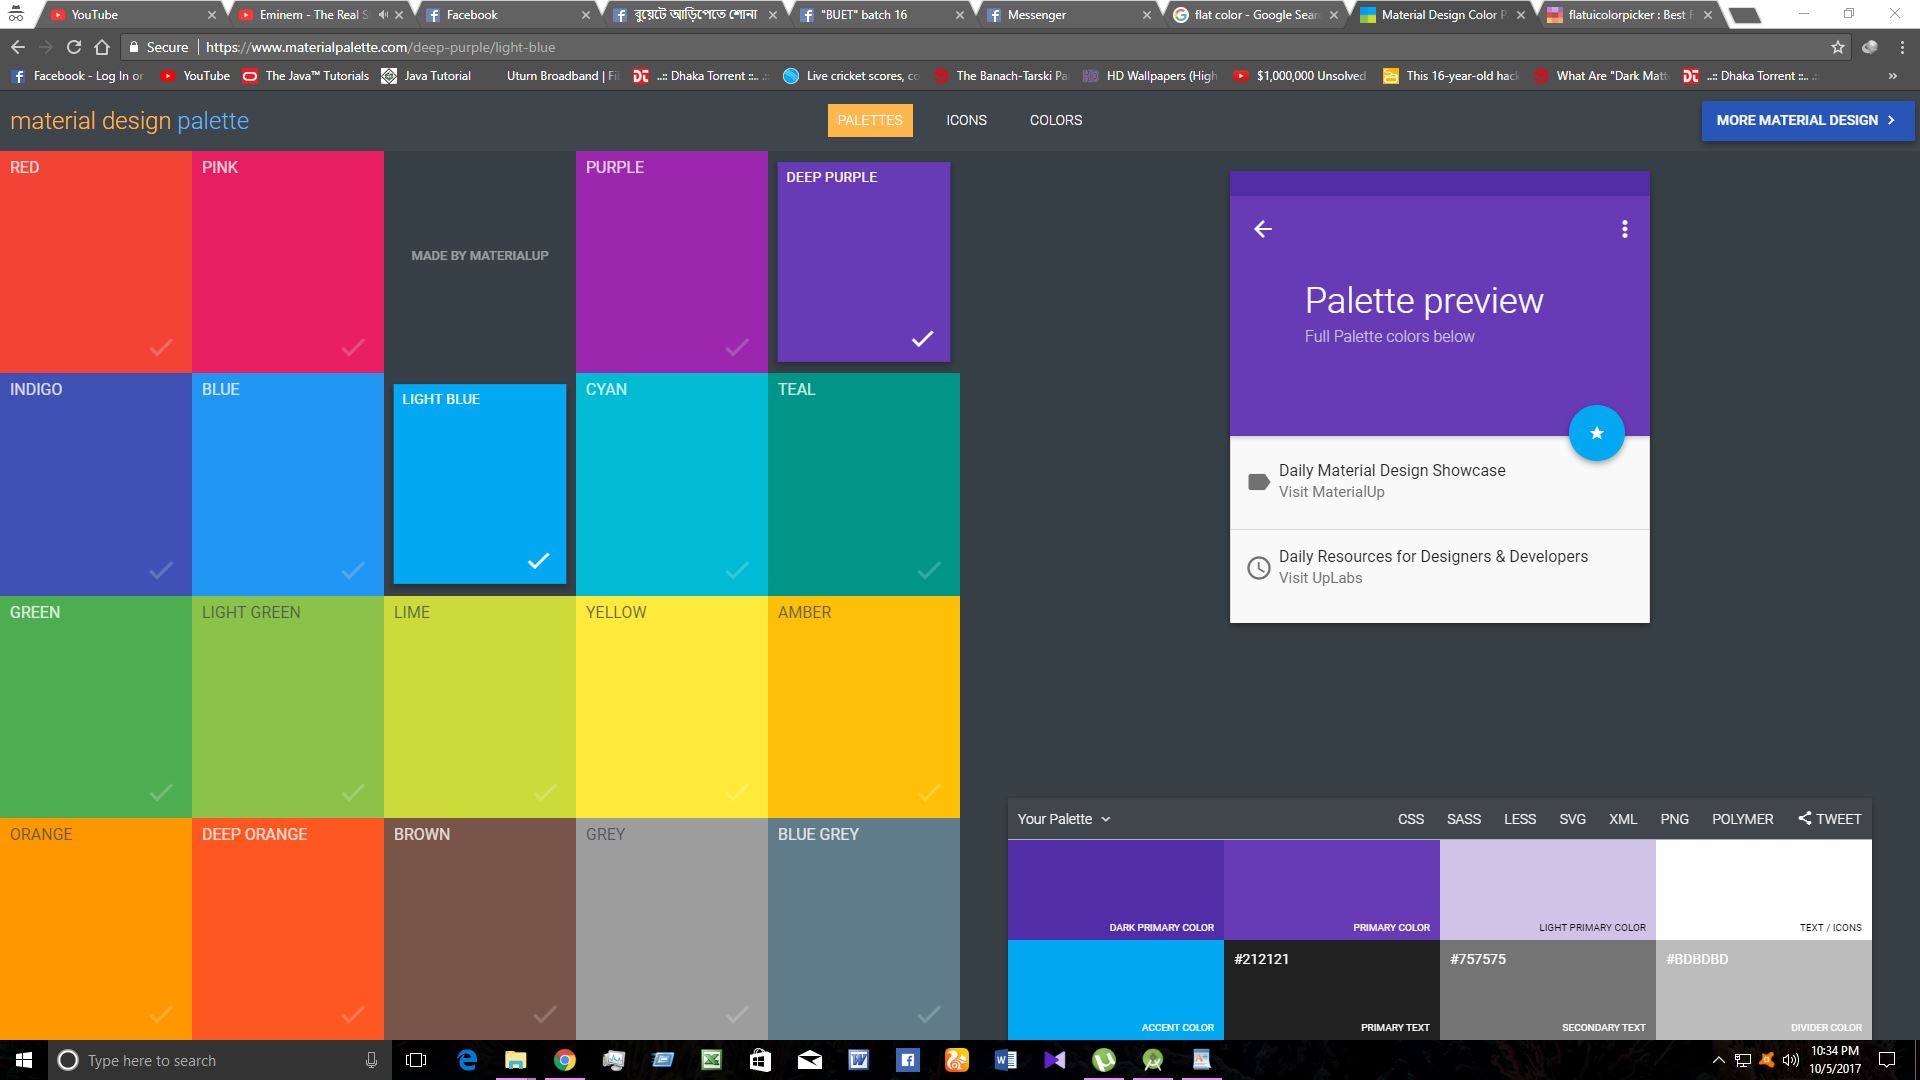 YouTube
Eminem - The Real S
Facebook
বুয়েটে আড়িপেতে শোনা
"BUET" batch 16
Messenger
flat color - Google Sear
Material Design Color P
flatuicolorpicker : Best F
Secure
https://www.materialpalette.com/deep-purple/light-blue
Facebook - Log In or
YouTube
The Java™ Tutorials
Java Tutorial
Uturn Broadband | Fi
..:: Dhaka Torrent ::.. .:
Live cricket scores, co
The Banach-Tarski Pa
HD Wallpapers (High
$1,000,000 Unsolved
This 16-year-old hack
What Are "Dark Matt
..:: Dhaka Torrent ::.. .:
material design palette
PALETTES
ICONS
COLORS
MORE MATERIAL DESIGN
RED
PINK
MADE BY MATERIALUP
PURPLE
DEEP PURPLE
INDIGO
BLUE
LIGHT BLUE
CYAN
TEAL
GREEN
LIGHT GREEN
LIME
YELLOW
AMBER
ORANGE
DEEP ORANGE
BROWN
GREY
BLUE GREY
Palette preview
Full Palette colors below
Daily Material Design Showcase
Visit MaterialUp
Daily Resources for Designers & Developers
Visit UpLabs
Your Palette
CSS
SASS
LESS
SVG
XML
PNG
POLYMER
TWEET
DARK PRIMARY COLOR
PRIMARY COLOR
LIGHT PRIMARY COLOR
TEXT / ICONS
ACCENT COLOR
#212121
PRIMARY TEXT
#757575
SECONDARY TEXT
#BDBDBD
DIVIDER COLOR
Type here to search
10:34 PM
10/5/2017